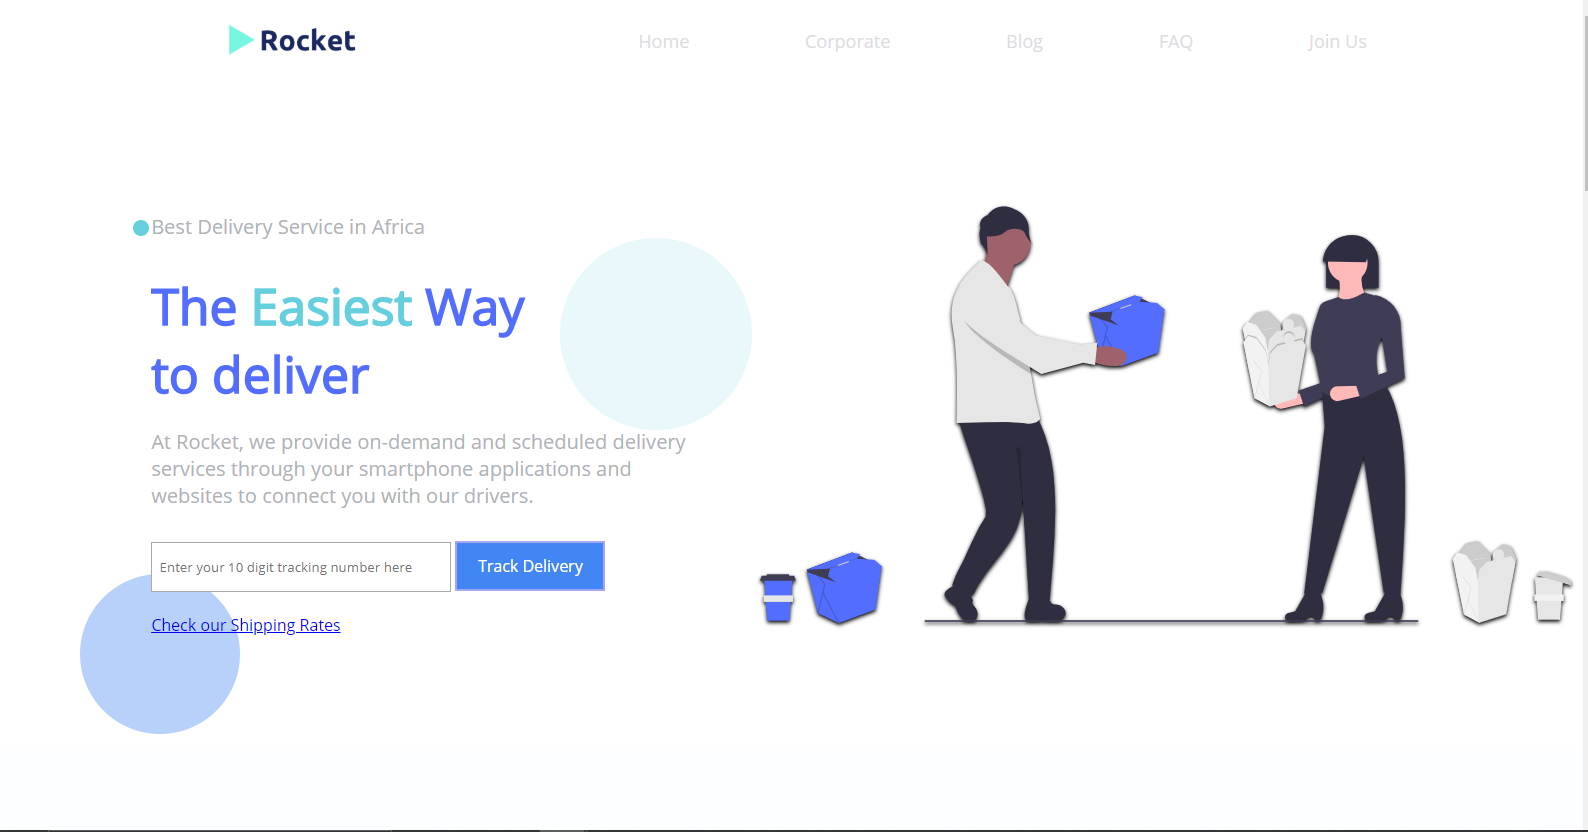 Rocket
Home
Corporate
Blog
FAQ
Join Us
Best Delivery Service in Africa
The Easiest Way
to deliver
At Rocket, we provide on-demand and scheduled delivery
services through your smartphone applications and
websites to connect you with our drivers.
Enter your 10 digit tracking number here
Track Delivery
Check our Shipping Rates